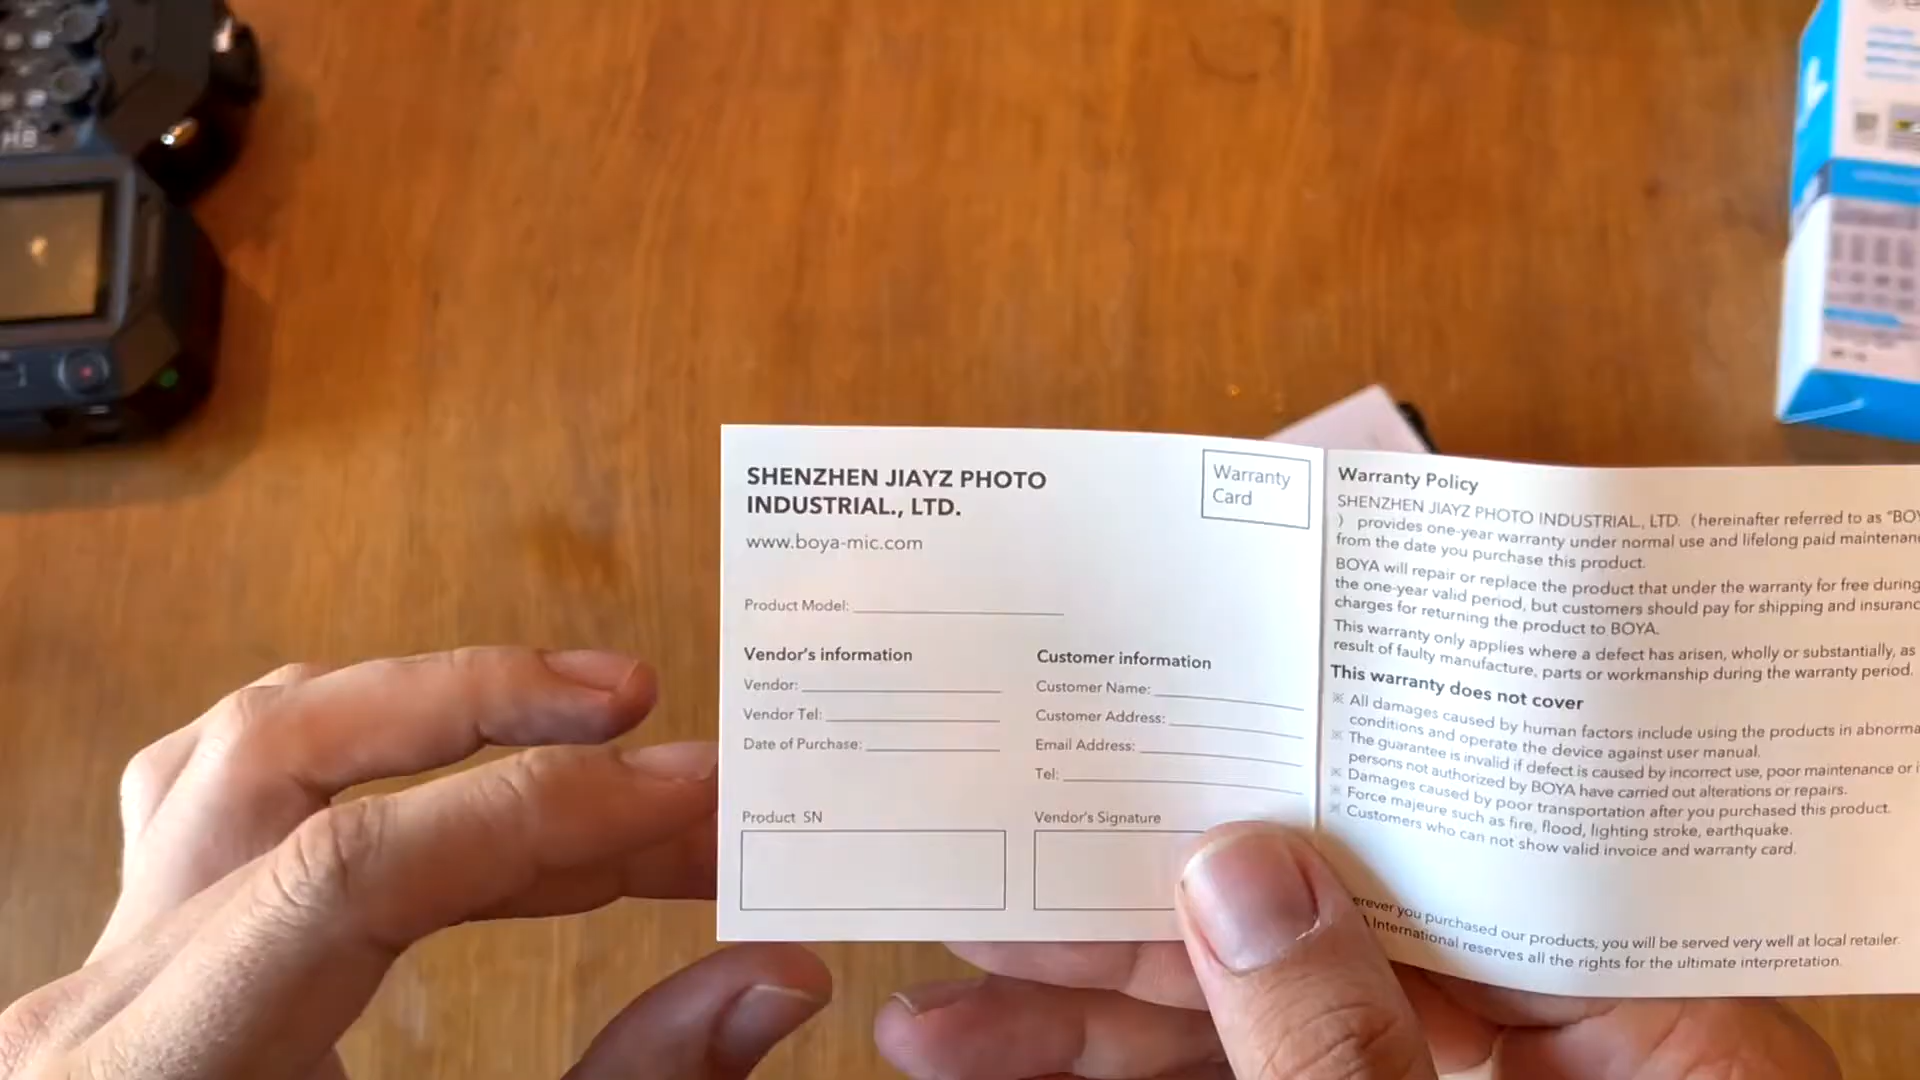 H8
SHENZHEN JIAYZ PHOTO
INDUSTRIAL., LTD.
www.boya-mic.com
Warranty
Card
Product Model:
Vendor's information
Vendor:
Vendor Tel:
Date of Purchase:
Customer information
Customer Name:
Customer Address:
Email Address:
Tel:
Product SN
Vendor's Signature
Warranty Policy
SHENZHEN JIAYZ PHOTO INDUSTRIAL., LTD. (hereinafter referred to as "BOY
) provides one-year warranty under normal use and lifelong paid maintenan
from the date you purchase this product.
BOYA will repair or replace the product that under the warranty for free during
the one-year valid period, but customers should pay for shipping and insuranc
charges for returning the product to BOYA.
This warranty only applies where a defect has arisen, wholly or substantially, as
result of faulty manufacture, parts or workmanship during the warranty period.
This warranty does not cover
※ All damages caused by human factors include using the products in abnorma
conditions and operate the device against user manual.
※ The guarantee is invalid if defect is caused by incorrect use, poor maintenance or i
persons not authorized by BOYA have carried out alterations or repairs.
※ Damages caused by poor transportation after you purchased this product.
※ Force majeure such as fire, flood, lighting stroke, earthquake.
※ Customers who can not show valid invoice and warranty card.
erever you purchased our products, you will be served very well at local retailer.
A International reserves all the rights for the ultimate interpretation.